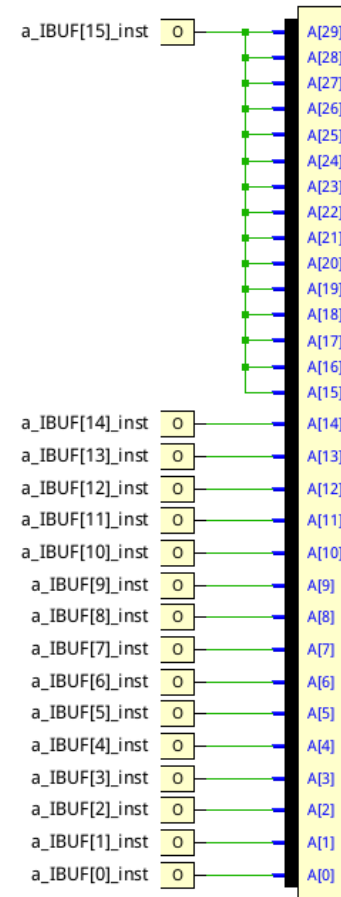 a_IBUF[15]_inst O A[29]
A[28]
A[27]
A[26]
A[25]
A[24]
A[23]
A[22]
A[21]
A[20]
A[19]
A[18]
A[17]
A[16]
A[15]
a_IBUF[14]_inst O A[14]
a_IBUF[13]_inst O A[13]
a_IBUF[12]_inst O A[12]
a_IBUF[11]_inst O A[11]
a_IBUF[10]_inst O A[10]
a_IBUF[9]_inst O A[9]
a_IBUF[8]_inst O A[8]
a_IBUF[7]_inst O A[7]
a_IBUF[6]_inst O A[6]
a_IBUF[5]_inst O A[5]
a_IBUF[4]_inst O A[4]
a_IBUF[3]_inst O A[3]
a_IBUF[2]_inst O A[2]
a_IBUF[1]_inst O A[1]
a_IBUF[0]_inst O A[0]